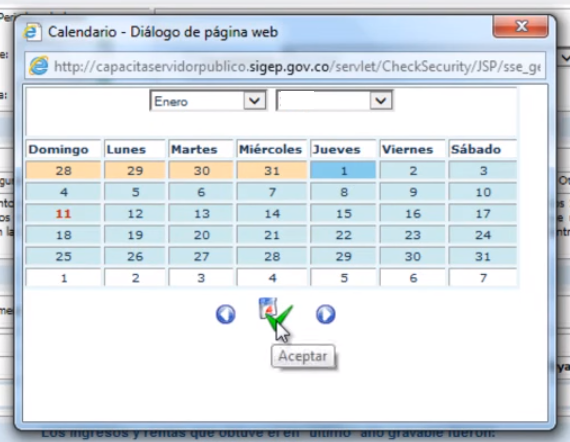 Calendario - Diálogo de página web
http://capacitaservidorpublico.sigep.gov.co/servlet/CheckSecurity/JSP/sse_ge
Enero
Domingo Lunes Martes Miércoles Jueves Viernes Sábado
28 29 30 31 1 2 3
4 5 6 7 8 9 10
11 12 13 14 15 16 17
18 19 20 21 22 23 24
25 26 27 28 29 30 31
1 2 3 4 5 6 7
Aceptar
Los ingresos y rentas que obtuve en el último año gravable fueron: